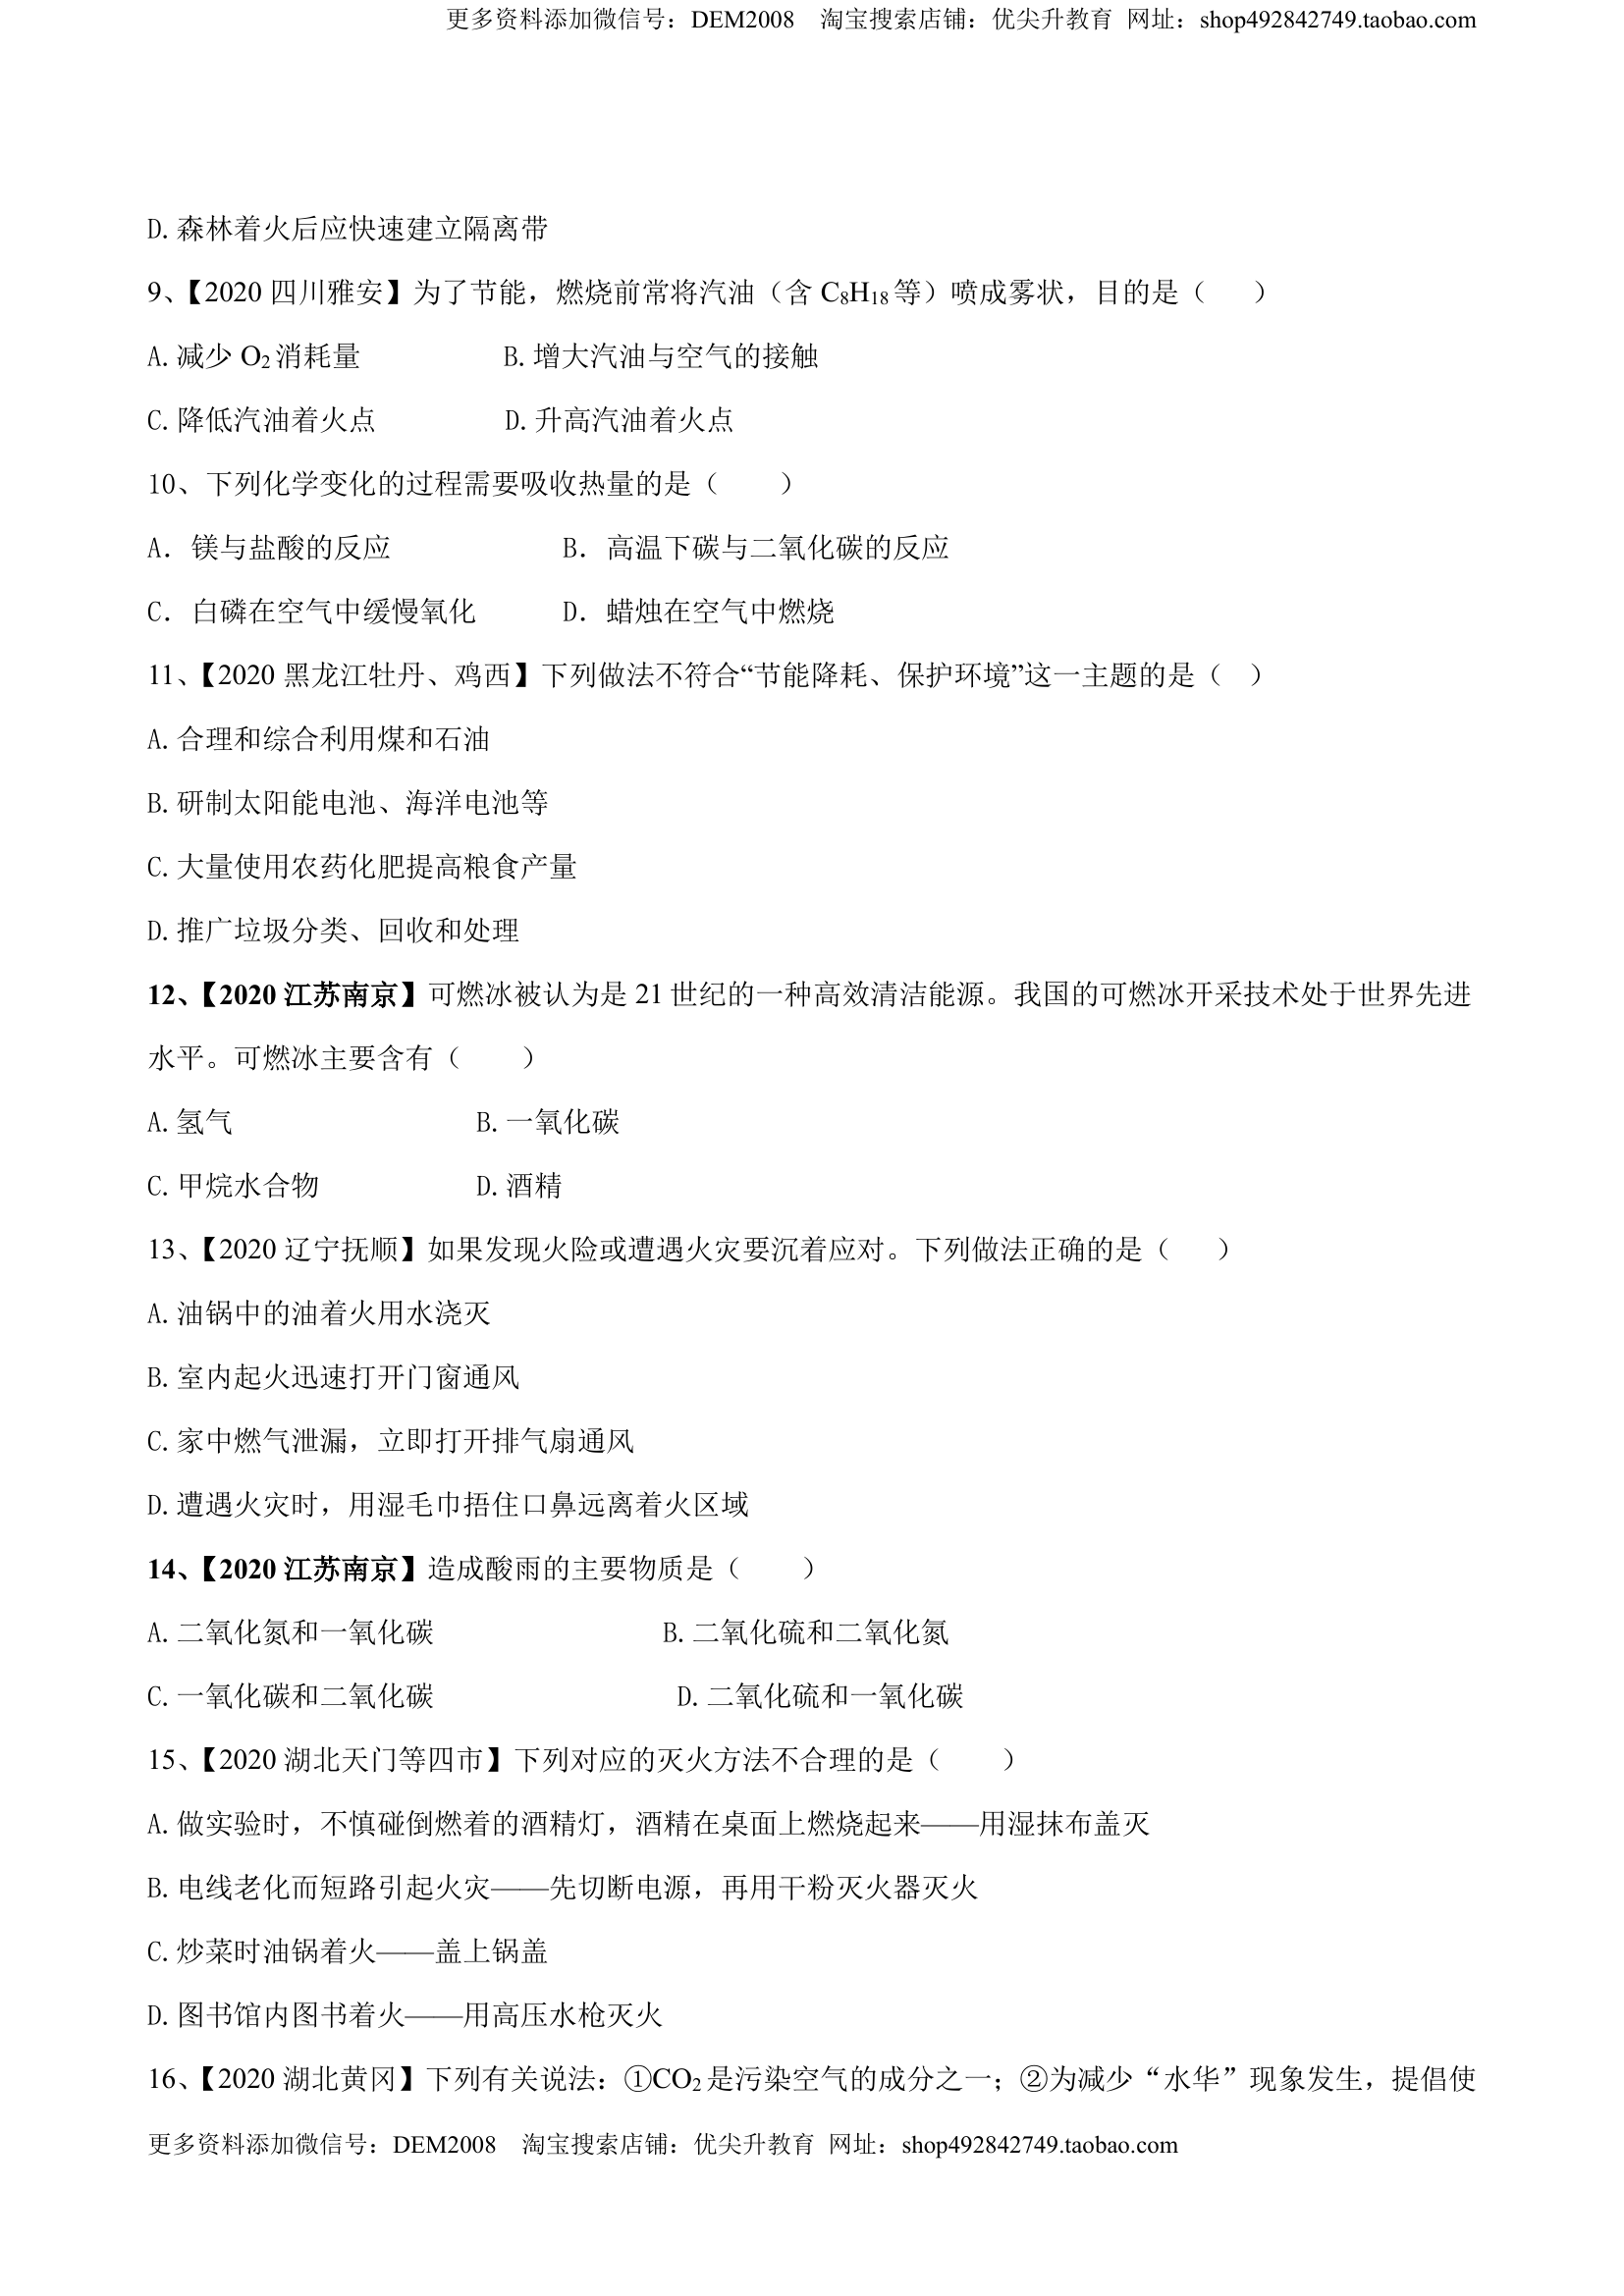 更多资料添加微信号：DEM2008 淘宝搜索店铺：优尖升教育 网址：shop492842749.taobao.com
D.森林着火后应快速建立隔离带
9、【2020 四川雅安】为了节能，燃烧前常将汽油（含 C₈H₁₈等）喷成雾状，目的是（ ）
A.减少 O₂消耗量 B.增大汽油与空气的接触
C.降低汽油着火点 D.升高汽油着火点
10、下列化学变化的过程需要吸收热量的是（ ）
A．镁与盐酸的反应 B．高温下碳与二氧化碳的反应
C．白磷在空气中缓慢氧化 D．蜡烛在空气中燃烧
11、【2020 黑龙江牡丹、鸡西】下列做法不符合“节能降耗、保护环境”这一主题的是（ ）
A.合理和综合利用煤和石油
B.研制太阳能电池、海洋电池等
C.大量使用农药化肥提高粮食产量
D.推广垃圾分类、回收和处理
12、【2020 江苏南京】可燃冰被认为是 21 世纪的一种高效清洁能源。我国的可燃冰开采技术处于世界先进
水平。可燃冰主要含有（ ）
A.氢气 B.一氧化碳
C.甲烷水合物 D.酒精
13、【2020 辽宁抚顺】如果发现火险或遭遇火灾要沉着应对。下列做法正确的是（ ）
A.油锅中的油着火用水浇灭
B.室内起火迅速打开门窗通风
C.家中燃气泄漏，立即打开排气扇通风
D.遭遇火灾时，用湿毛巾捂住口鼻远离着火区域
14、【2020 江苏南京】造成酸雨的主要物质是（ ）
A.二氧化氮和一氧化碳 B.二氧化硫和二氧化氮
C.一氧化碳和二氧化碳 D.二氧化硫和一氧化碳
15、【2020 湖北天门等四市】下列对应的灭火方法不合理的是（ ）
A.做实验时，不慎碰倒燃着的酒精灯，酒精在桌面上燃烧起来——用湿抹布盖灭
B.电线老化而短路引起火灾——先切断电源，再用干粉灭火器灭火
C.炒菜时油锅着火——盖上锅盖
D.图书馆内图书着火——用高压水枪灭火
16、【2020 湖北黄冈】下列有关说法：①CO₂是污染空气的成分之一；②为减少“水华”现象发生，提倡使
更多资料添加微信号：DEM2008 淘宝搜索店铺：优尖升教育 网址：shop492842749.taobao.com